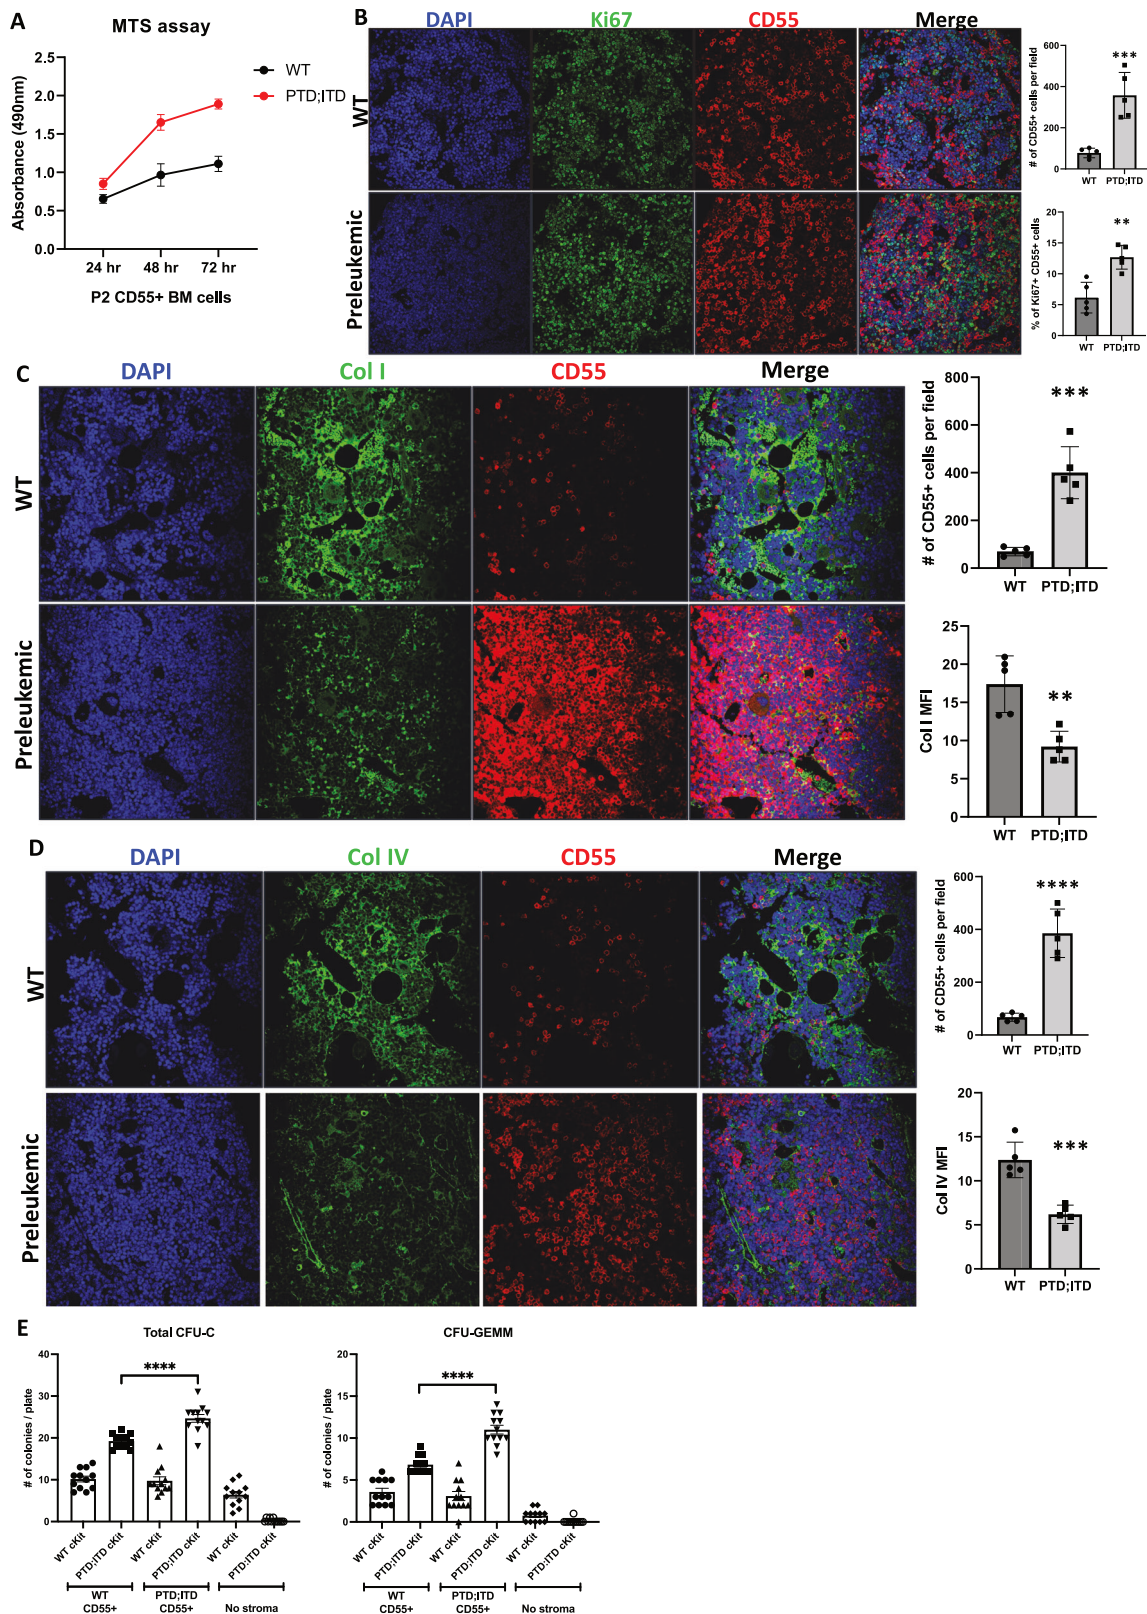 A
MTS assay
Absorbance (490nm)
2.5
2.0
1.5
1.0
0.5
0.0
24 hr 48 hr 72 hr
P2 CD55+ BM cells
WT
PTD;ITD
B
DAPI Ki67 CD55 Merge
WT
Preleukemic
# of CD55+ cells per field
600
400
200
0
***
WT PTD;ITD
% of Ki67+ CD55+ cells
20
15
10
5
0
**
WT PTD;ITD
C
DAPI Col I CD55 Merge
WT
Preleukemic
# of CD55+ cells per field
800
600
400
200
0
***
WT PTD;ITD
Col I MFI
25
20
15
10
5
0
**
WT PTD;ITD
D
DAPI Col IV CD55 Merge
WT
Preleukemic
# of CD55+ cells per field
600
400
200
0
****
WT PTD;ITD
Col IV MFI
20
15
10
5
0
***
WT PTD;ITD
E
Total CFU-C
# of colonies / plate
40
30
20
10
0
****
WT cKit PTD;ITD cKit WT cKit PTD;ITD cKit WT cKit PTD;ITD cKit
WT CD55+ PTD;ITD CD55+ No stroma
CFU-GEMM
# of colonies / plate
20
15
10
5
0
****
WT cKit PTD;ITD cKit WT cKit PTD;ITD cKit WT cKit PTD:ITD cKit
WT CD55+ PTD;ITD CD55+ No stroma